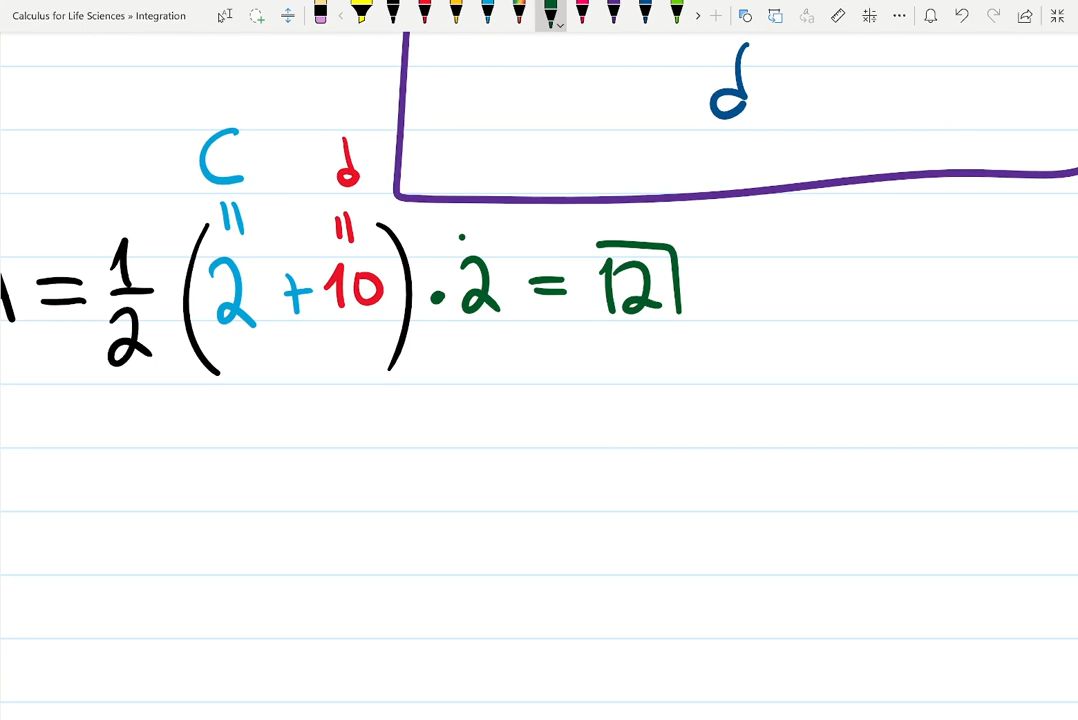 Calculus for Life Sciences » Integration
d
C d
= =
= 1/2 (2 + 10) · 2 = 12